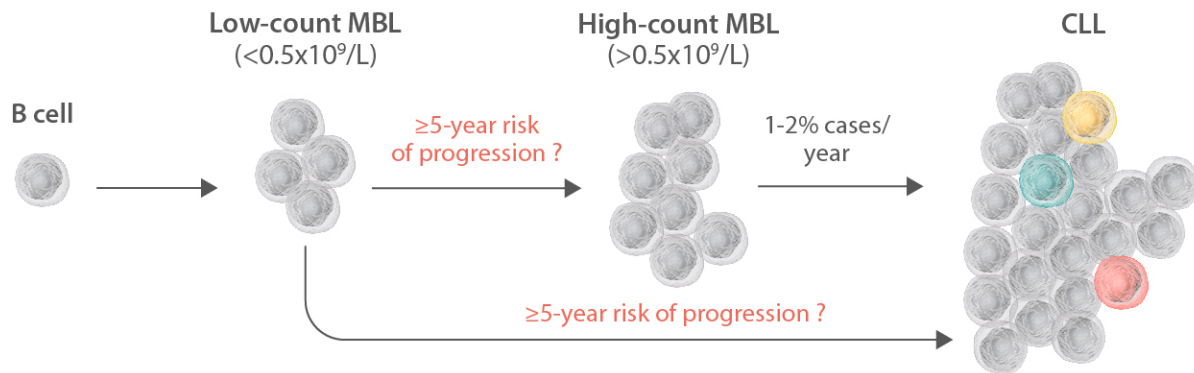 Low-count MBL
(<0.5x10⁹/L)
High-count MBL
(>0.5x10⁹/L)
CLL
B cell
≥5-year risk
of progression ?
1-2% cases/
year
≥5-year risk of progression ?